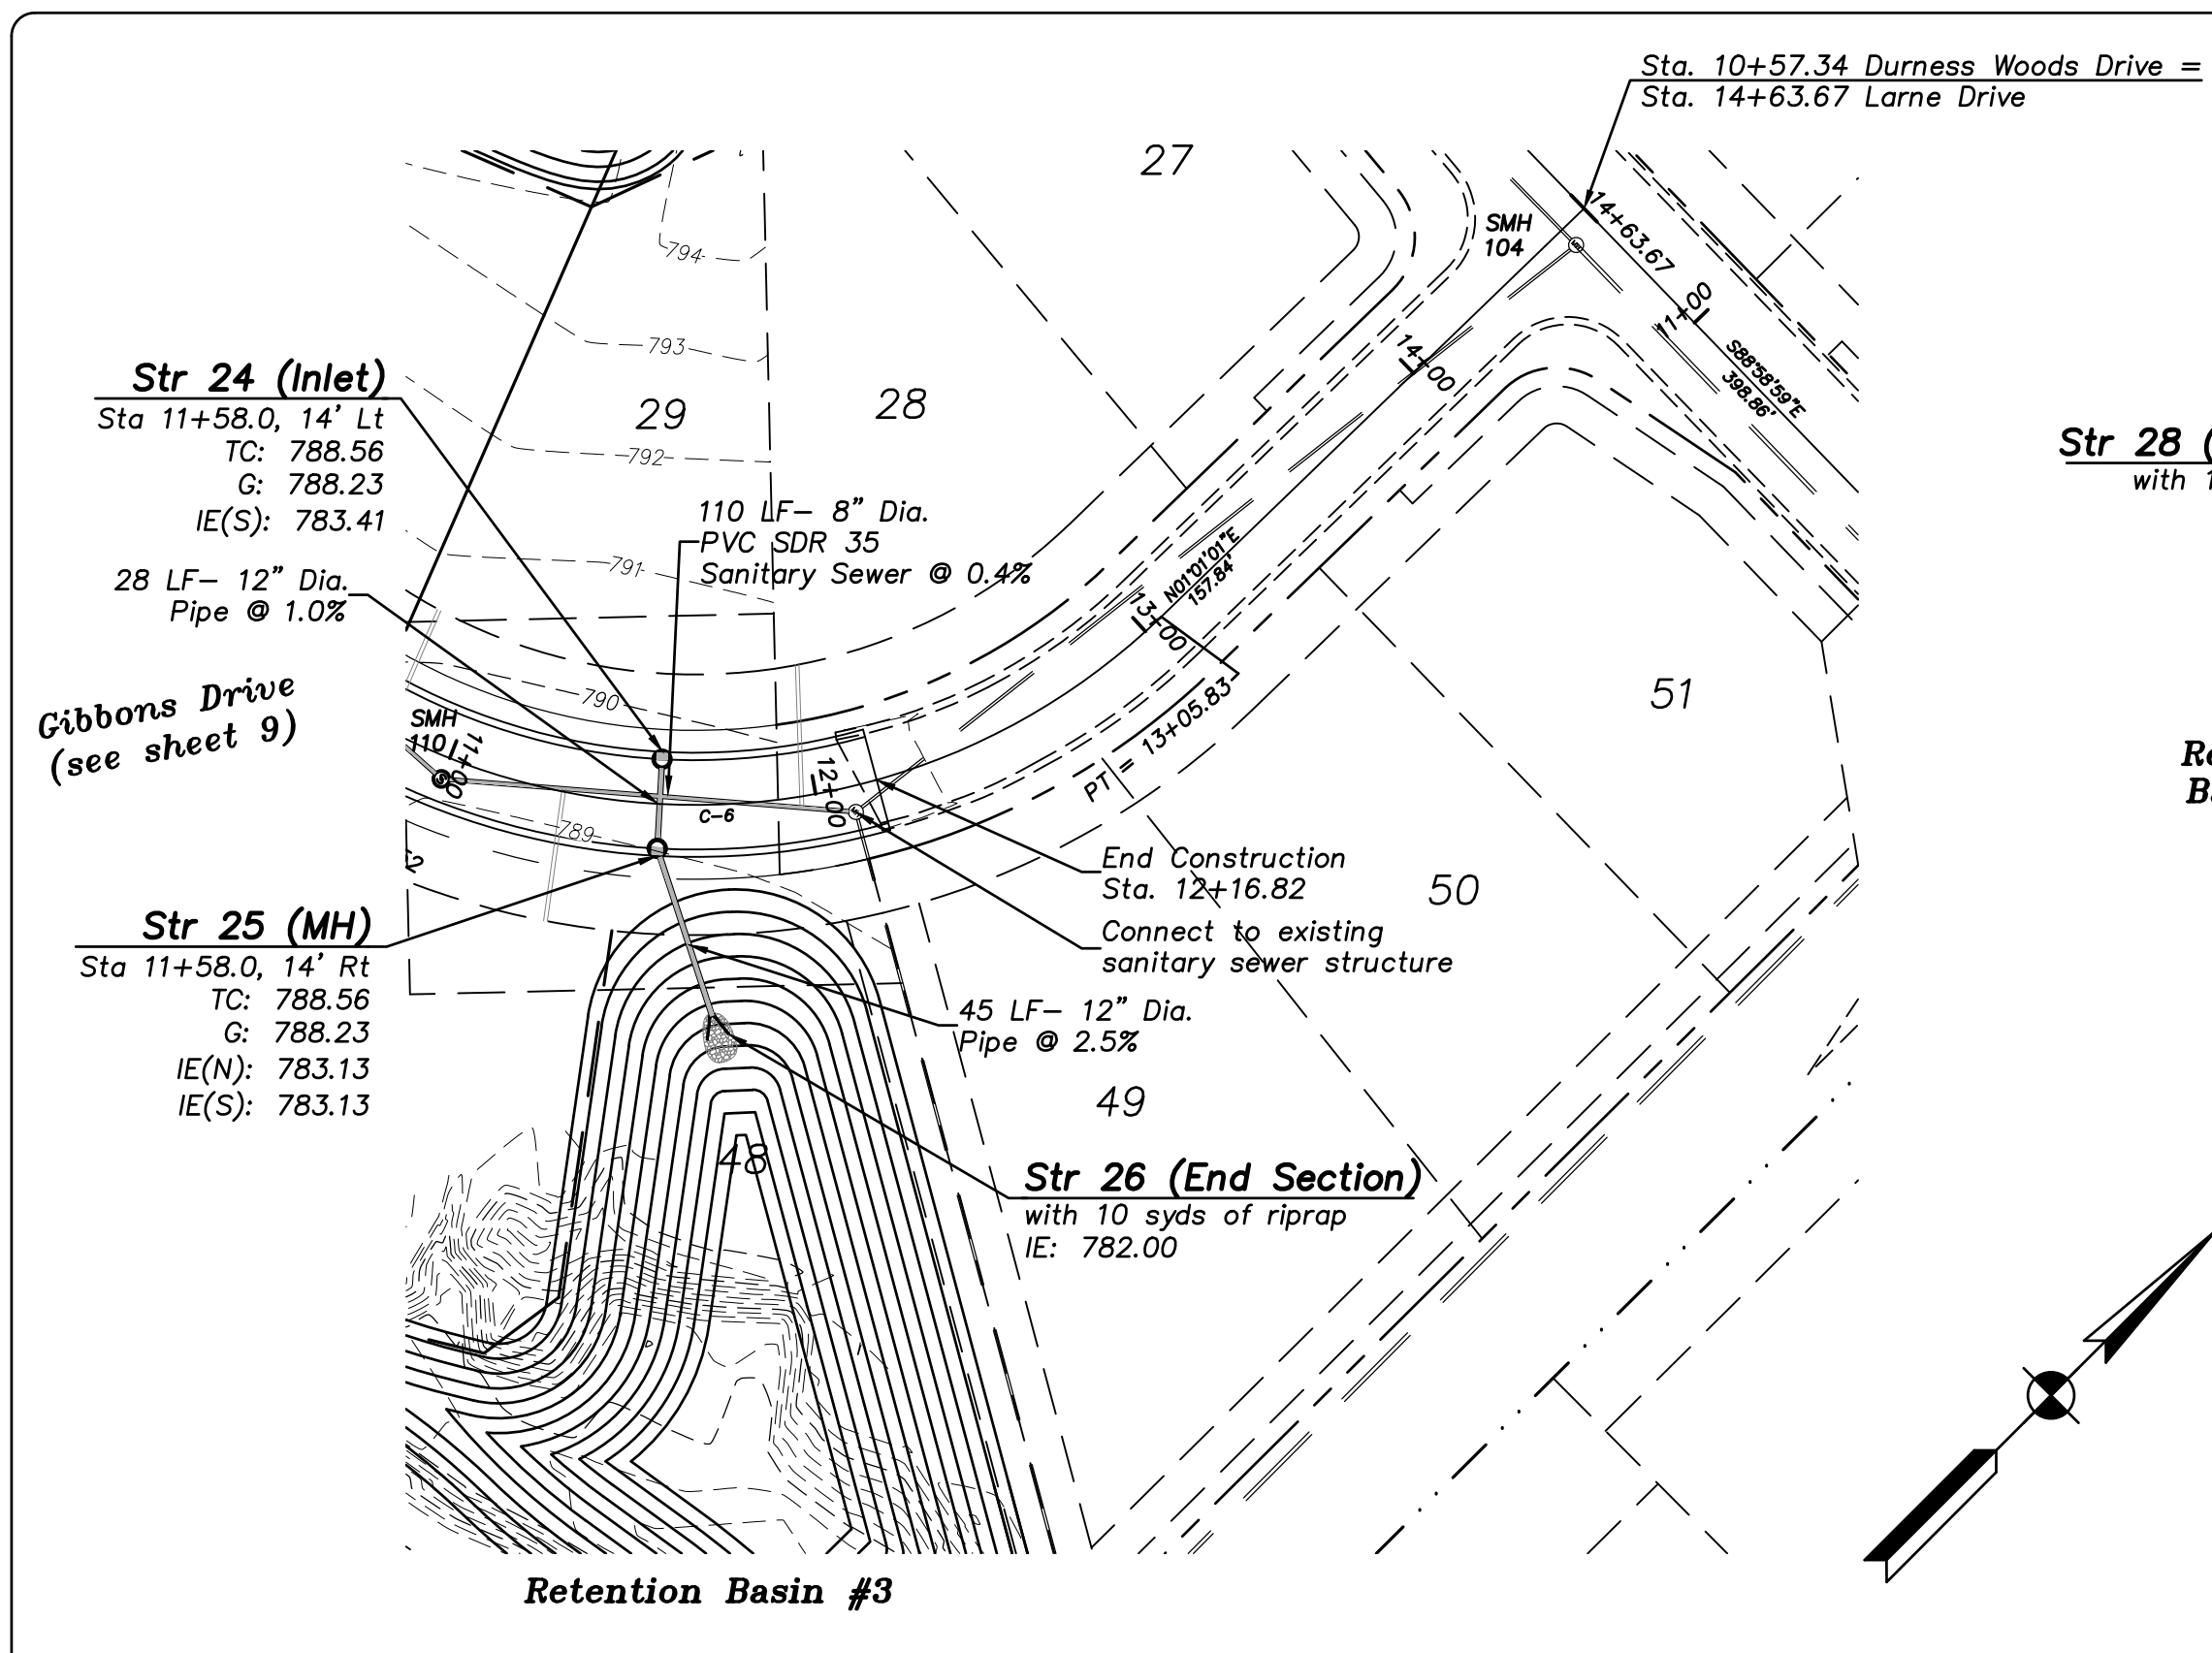 Sta. 10+57.34 Durness Woods Drive =
Sta. 14+63.67 Larne Drive
27
SMH
104
14+63.67
794
11+00
793
14+00
S88°58'59"E
398.86'
Str 24 (Inlet)
Sta 11+58.0, 14' Lt
TC: 788.56
G: 788.23
IE(S): 783.41
29
28
792
Str 28 (
with 1
110 LF- 8" Dia.
PVC SDR 35
Sanitary Sewer @ 0.4%
791
28 LF- 12" Dia.
Pipe @ 1.0%
N01°01'01"E
157.84'
13+00
Gibbons Drive
(see sheet 9)
790
SMH
110
11+00
51
PT = 13+05.83
12+00
C-6
789
End Construction
Sta. 12+16.82
50
Connect to existing
sanitary sewer structure
Str 25 (MH)
Sta 11+58.0, 14' Rt
TC: 788.56
G: 788.23
IE(N): 783.13
IE(S): 783.13
45 LF- 12" Dia.
Pipe @ 2.5%
49
48
Str 26 (End Section)
with 10 syds of riprap
IE: 782.00
Retention Basin #3